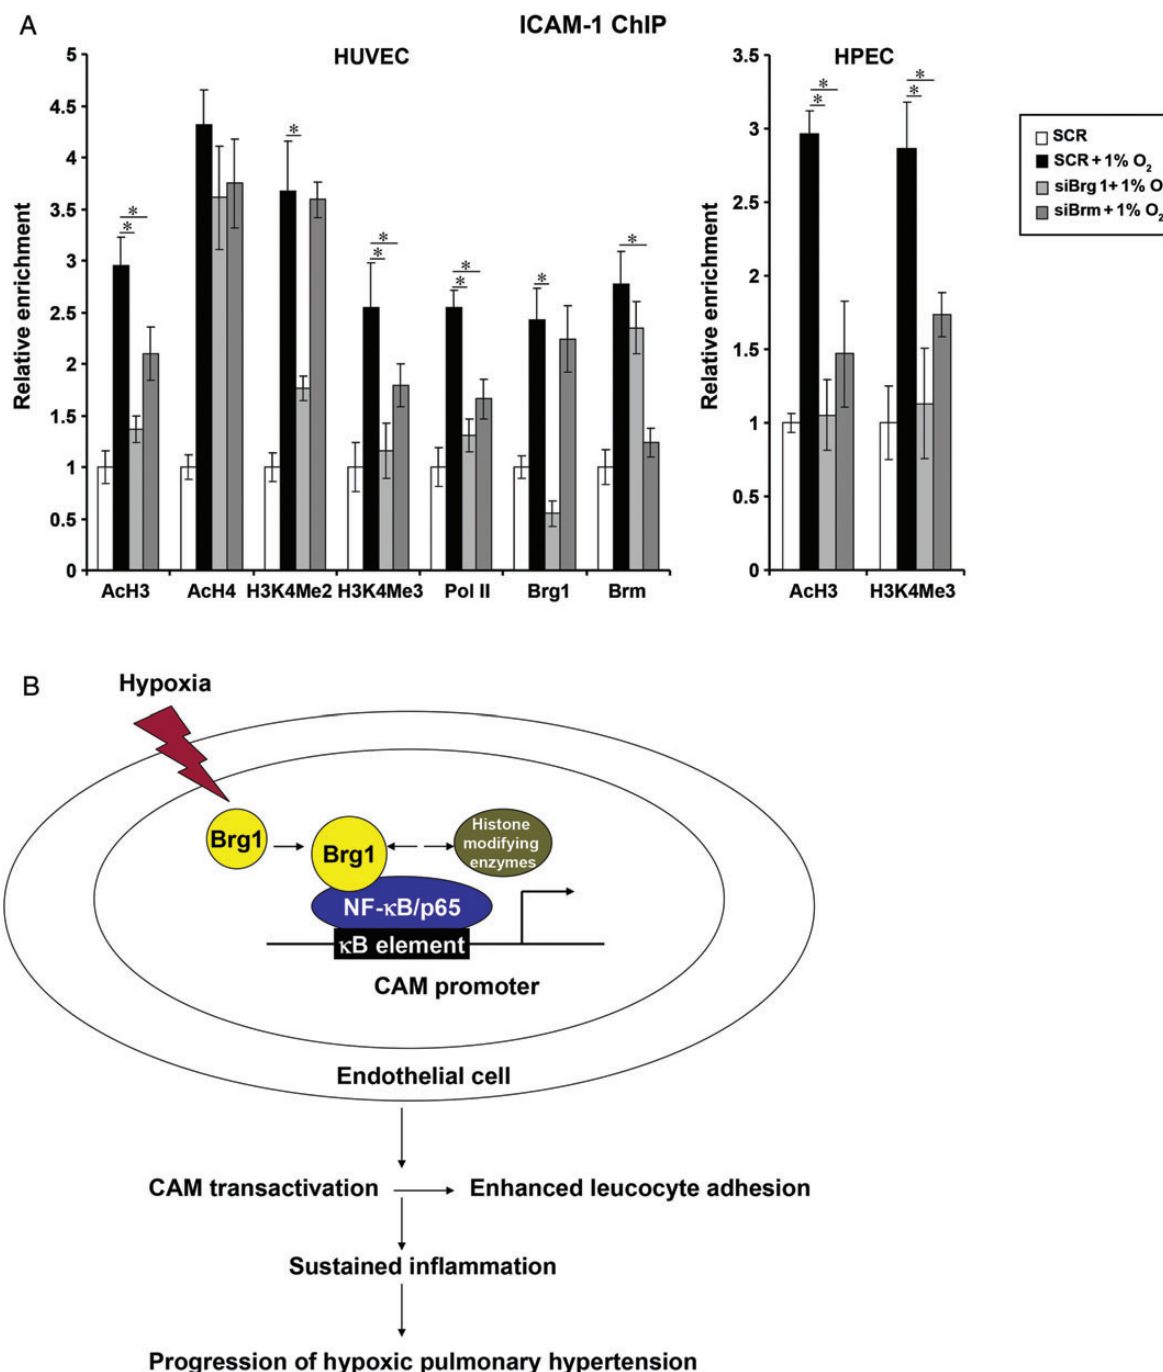 A
ICAM-1 ChIP
HUVEC
HPEC
Relative enrichment
5
4.5
4
3.5
3
2.5
2
1.5
1
0.5
0
* * * * * * * * * *
AcH3 AcH4 H3K4Me2 H3K4Me3 Pol II Brg1 Brm
Relative enrichment
3.5
3
2.5
2
1.5
1
0.5
0
* * * *
AcH3 H3K4Me3
SCR
SCR + 1% O₂
siBrg1 + 1% O
siBrm + 1% O₂
B
Hypoxia
Brg1
Brg1
Histone
modifying
enzymes
NF-κB/p65
κB element
CAM promoter
Endothelial cell
CAM transactivation
Enhanced leucocyte adhesion
Sustained inflammation
Progression of hypoxic pulmonary hypertension